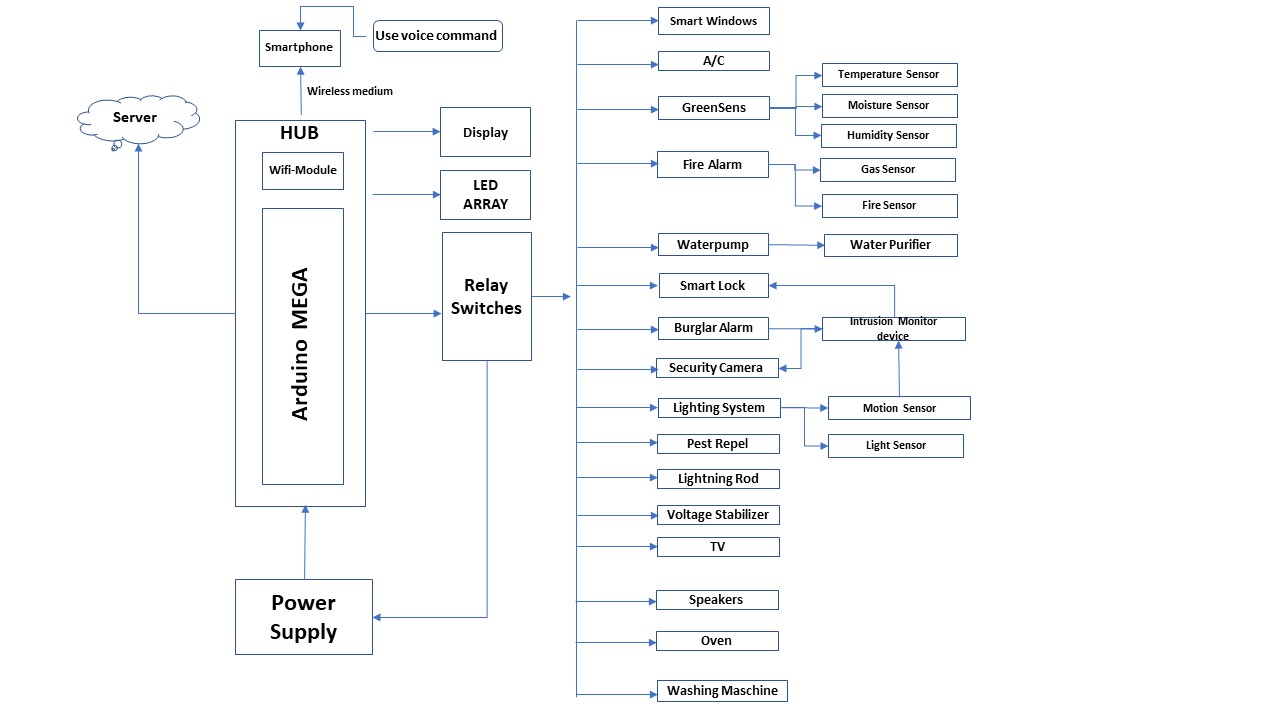 Use voice command
Smartphone
Wireless medium
Server
HUB
Wifi-Module
Arduino MEGA
Display
LED
ARRAY
Relay
Switches
Power
Supply
Smart Windows
A/C
GreenSens
Temperature Sensor
Moisture Sensor
Humidity Sensor
Fire Alarm
Gas Sensor
Fire Sensor
Waterpump
Water Purifier
Smart Lock
Burglar Alarm
Intrusion Monitor
device
Security Camera
Lighting System
Motion Sensor
Light Sensor
Pest Repel
Lightning Rod
Voltage Stabilizer
TV
Speakers
Oven
Washing Maschine